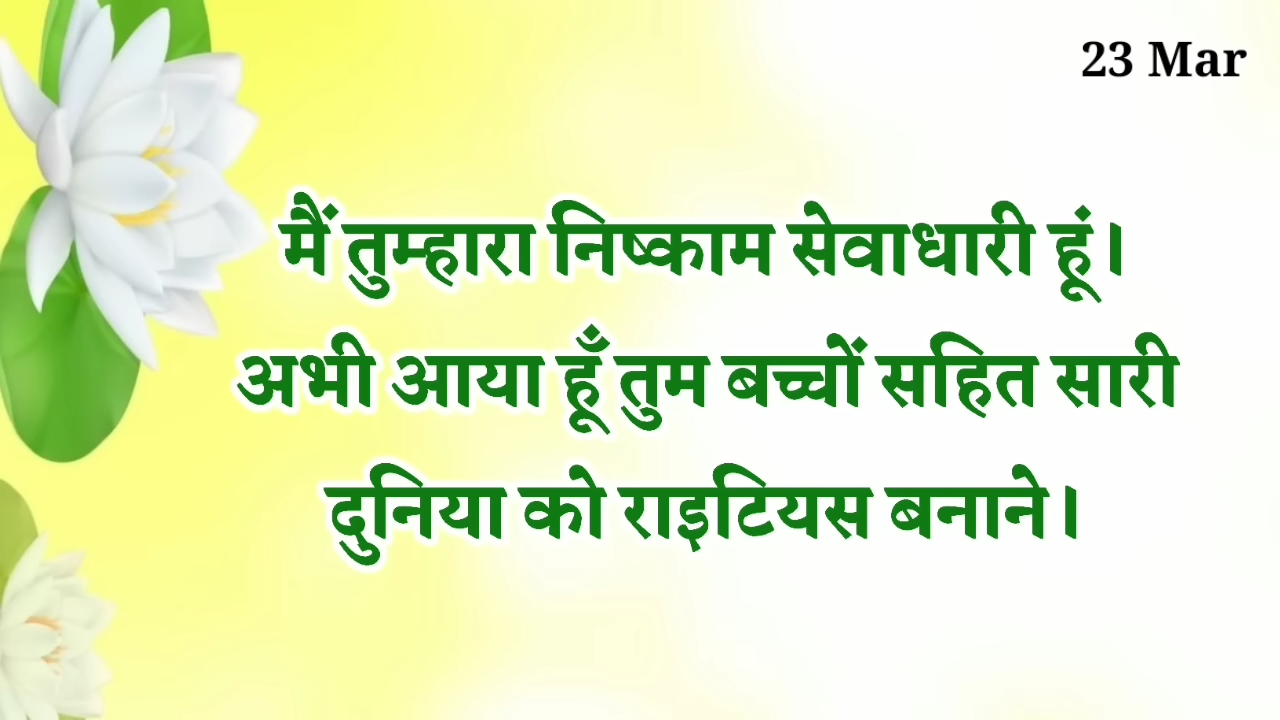 23 Mar
मैं तुम्हारा निष्काम सेवाधारी हूं।
अभी आया हूँ तुम बच्चों सहित सारी
दुनिया को राइटियस बनाने।